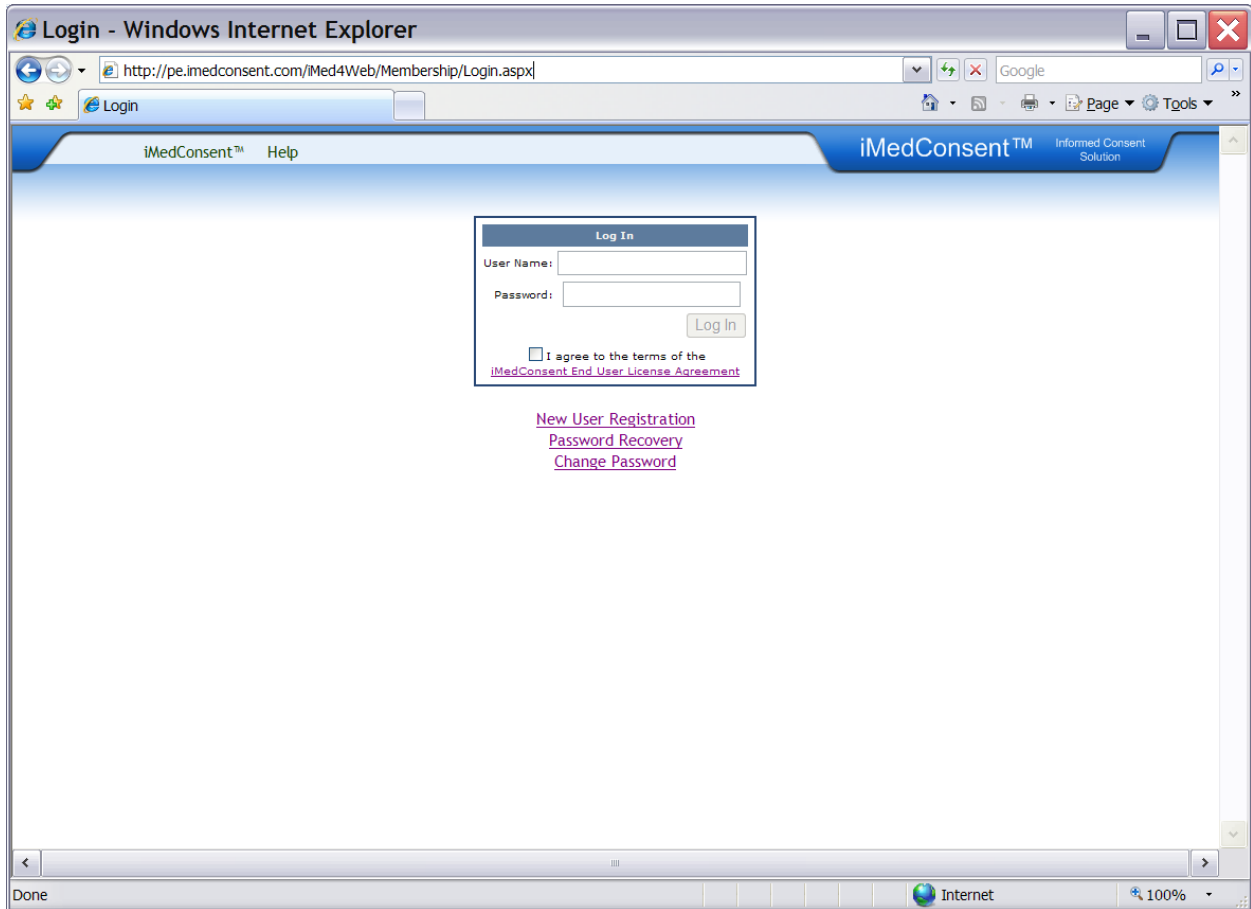 Login - Windows Internet Explorer
http://pe.imedconsent.com/iMed4Web/Membership/Login.aspx
Google
Login
Page
Tools
»
iMedConsent™ Help
iMedConsent™
Informed Consent
Solution
Log In
User Name:
Password:
Log In
I agree to the terms of the
iMedConsent End User License Agreement
New User Registration
Password Recovery
Change Password
Done
Internet
100%